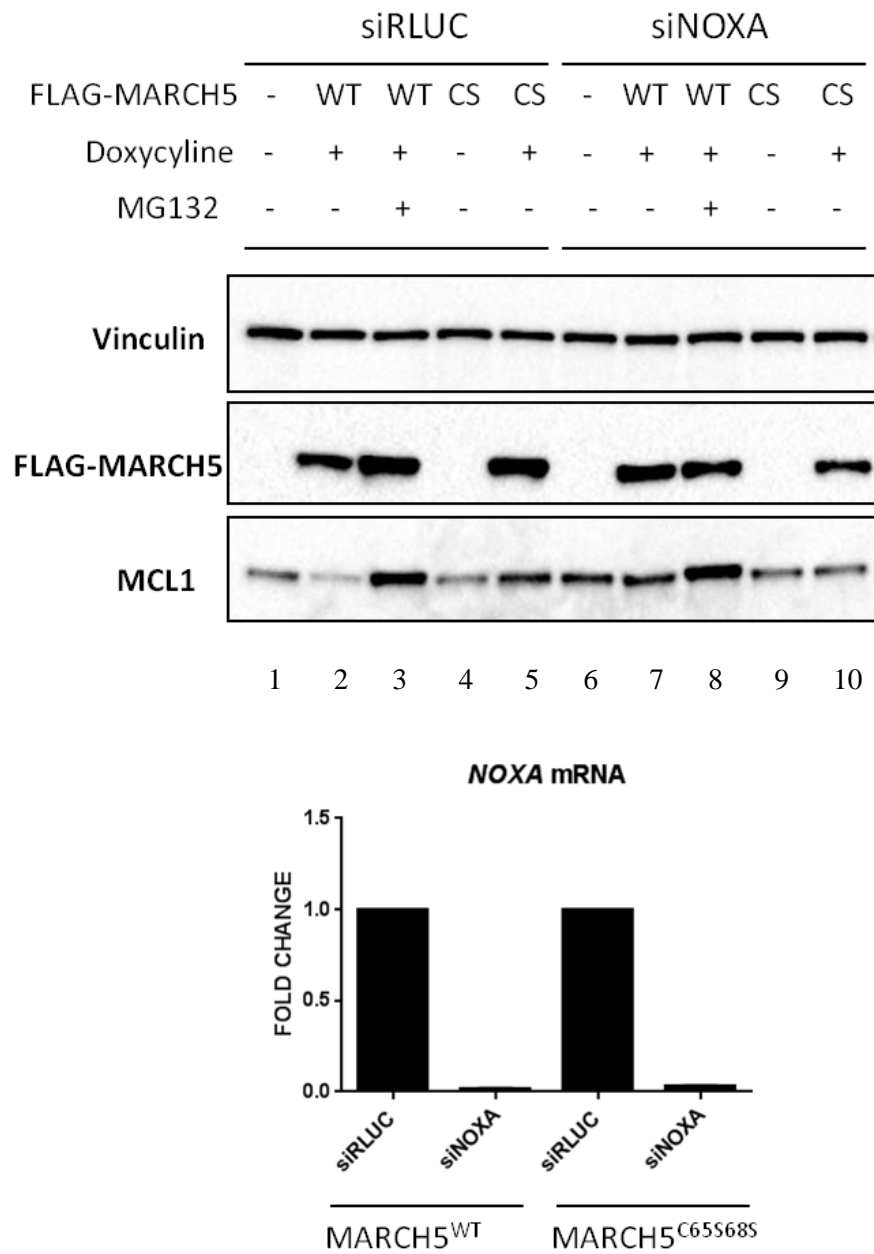 siRLUC siNOXA
FLAG-MARCH5 - WT WT CS CS - WT WT CS CS
Doxycyline - + + - + - + + - +
MG132 - - + - - - - + - -
Vinculin
FLAG-MARCH5
MCL1
1 2 3 4 5 6 7 8 9 10
NOXA mRNA
FOLD CHANGE
1.5
1.0
0.5
0.0
siRLUC siNOXA siRLUC siNOXA
MARCH5WT MARCH5C65S68S